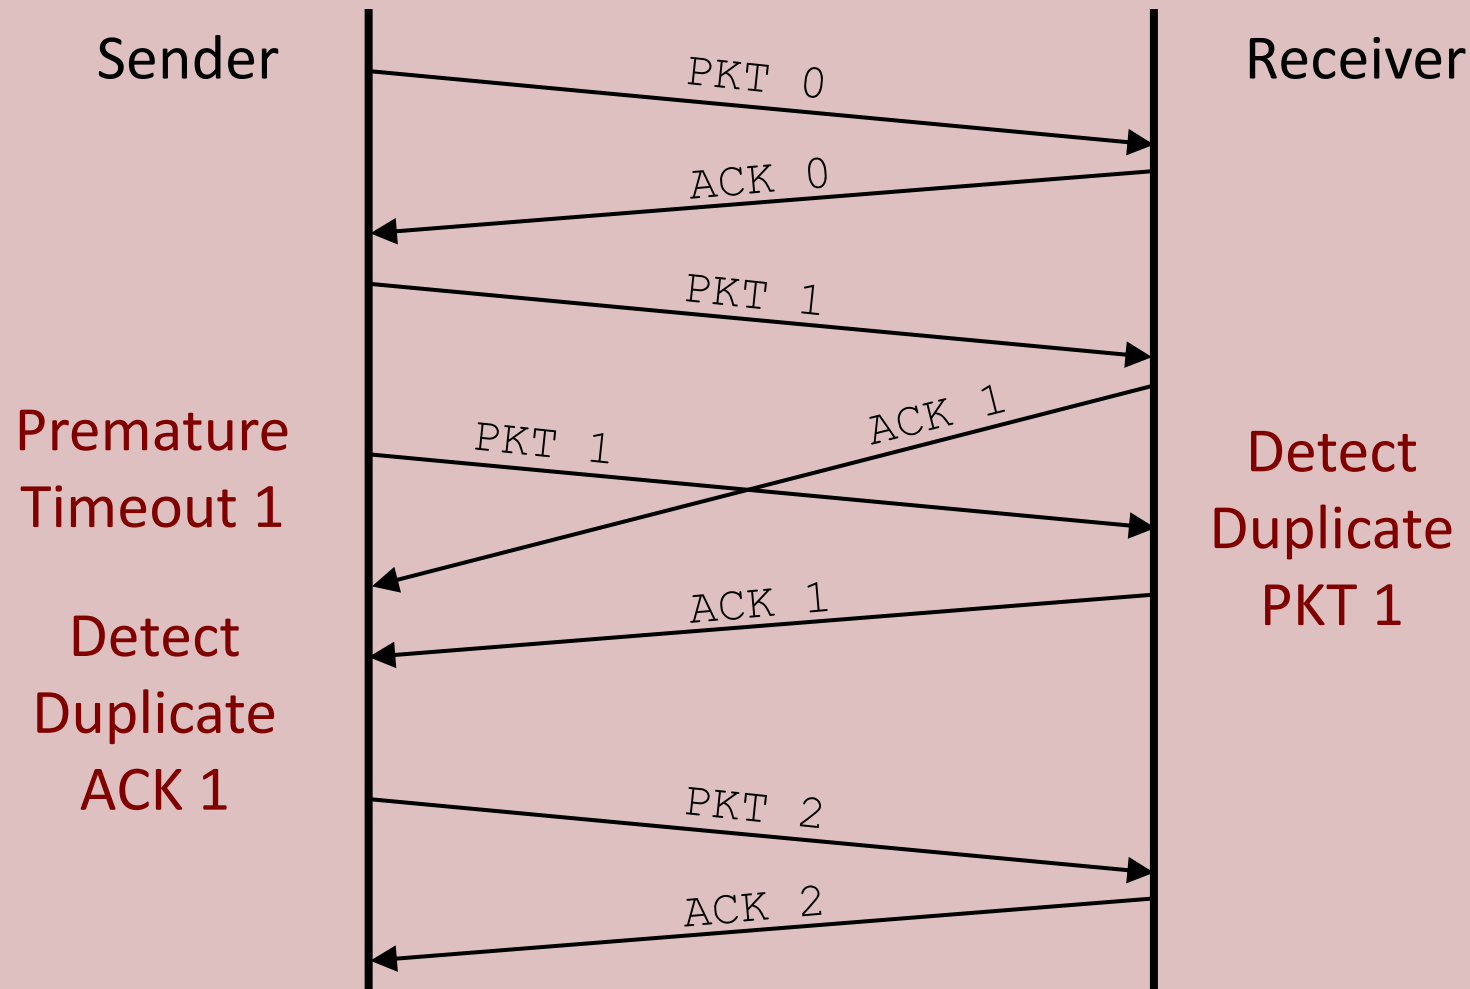 Sender
Receiver
PKT 0
ACK 0
PKT 1
ACK 1
Premature
Timeout 1
PKT 1
Detect
Duplicate
PKT 1
ACK 1
Detect
Duplicate
ACK 1
PKT 2
ACK 2